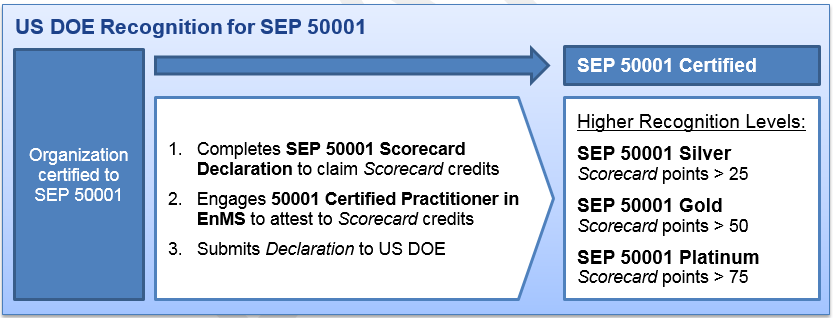 US DOE Recognition for SEP 50001
Organization
certified to
SEP 50001
1. Completes SEP 50001 Scorecard
Declaration to claim Scorecard credits
2. Engages 50001 Certified Practitioner in
EnMS to attest to Scorecard credits
3. Submits Declaration to US DOE
SEP 50001 Certified
Higher Recognition Levels:
SEP 50001 Silver
Scorecard points > 25
SEP 50001 Gold
Scorecard points > 50
SEP 50001 Platinum
Scorecard points > 75